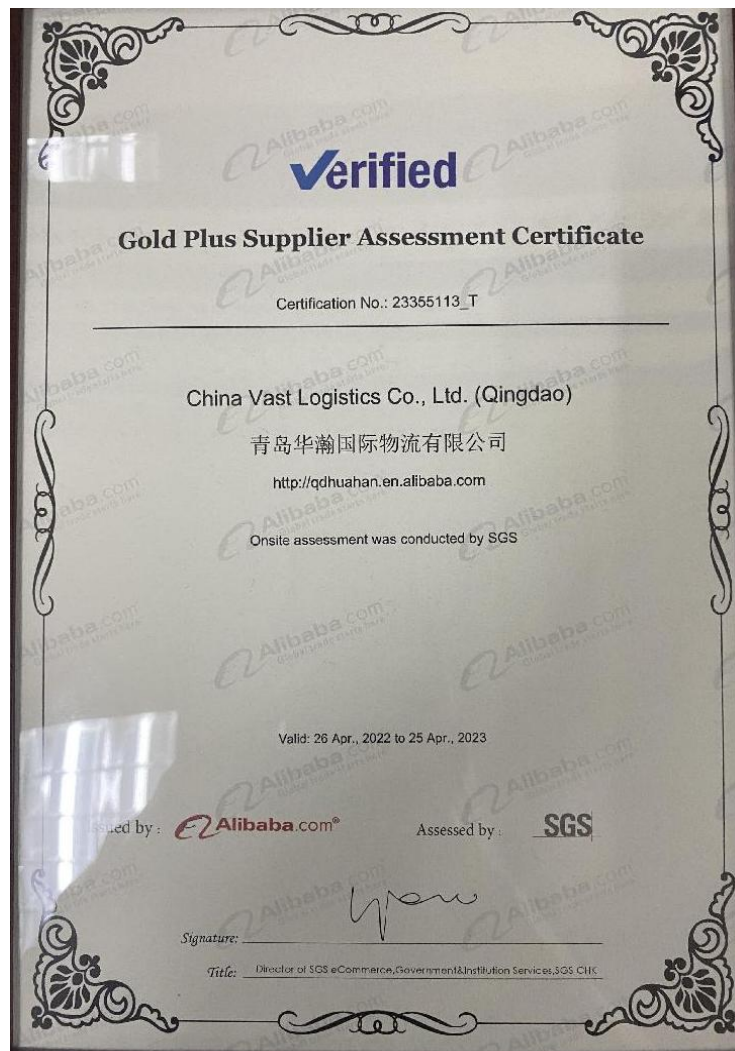 Verified
Gold Plus Supplier Assessment Certificate
Certification No.: 23355113_T
China Vast Logistics Co., Ltd. (Qingdao)
青岛华瀚国际物流有限公司
http://qdhuahan.en.alibaba.com
Onsite assessment was conducted by SGS
Valid: 26 Apr., 2022 to 25 Apr., 2023
Issued by : Alibaba.com® Assessed by : SGS
Signature:
Title: Director of SGS eCommerce,Government&Institution Services,SGS CHK